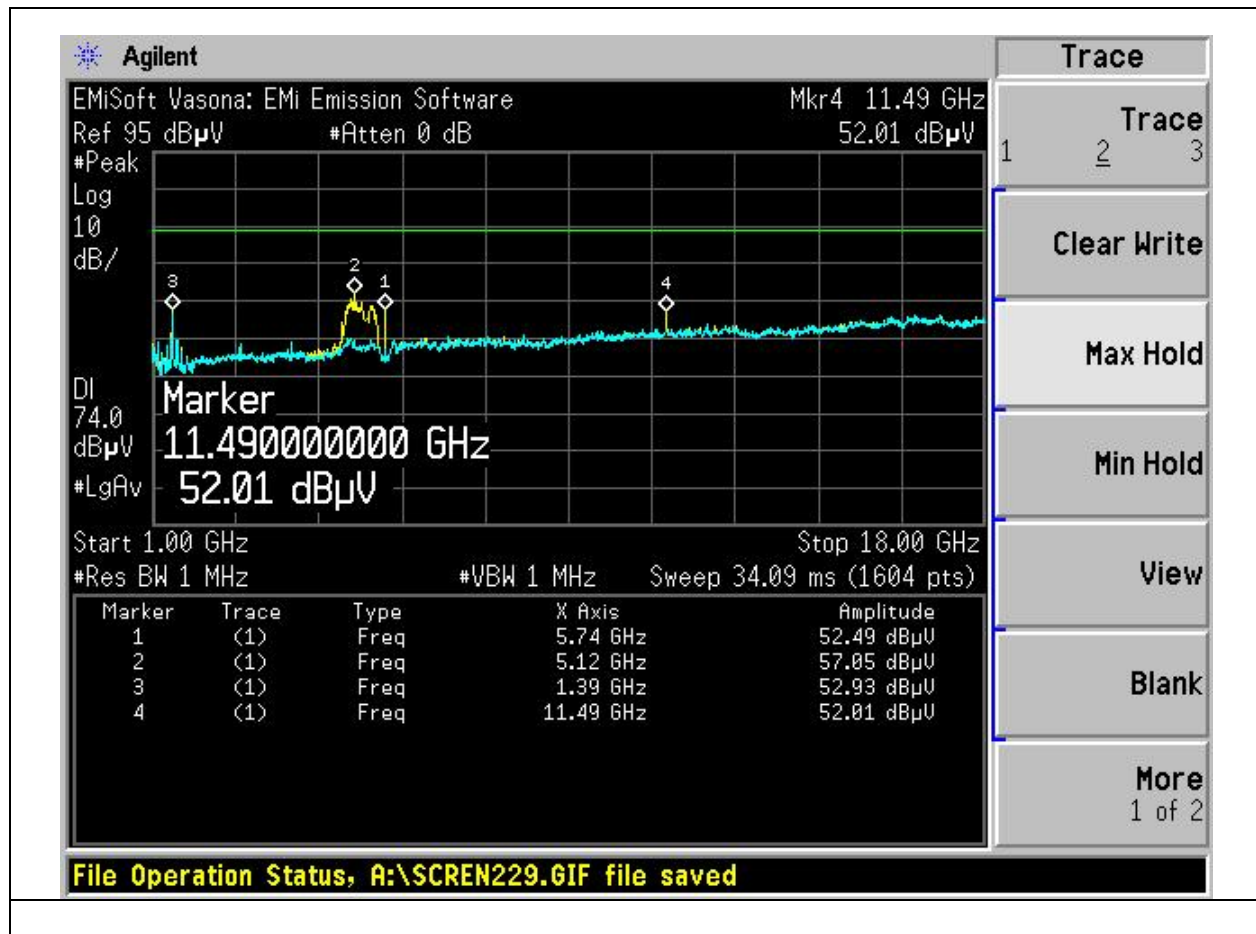 Agilent
Trace
EMiSoft Vasona: EMi Emission Software
Mkr4 11.49 GHz
Ref 95 dBµV #Atten 0 dB 52.01 dBµV
#Peak
Log
10
dB/
3 2 1 4
DI
74.0
dBµV
#LgAv
Marker
11.490000000 GHz
52.01 dBµV
Start 1.00 GHz Stop 18.00 GHz
#Res BW 1 MHz #VBW 1 MHz Sweep 34.09 ms (1604 pts)
Marker Trace Type X Axis Amplitude
1 (1) Freq 5.74 GHz 52.49 dBµV
2 (1) Freq 5.12 GHz 57.05 dBµV
3 (1) Freq 1.39 GHz 52.93 dBµV
4 (1) Freq 11.49 GHz 52.01 dBµV
Trace
1 2 3
Clear Write
Max Hold
Min Hold
View
Blank
More
1 of 2
File Operation Status, A:\SCREN229.GIF file saved